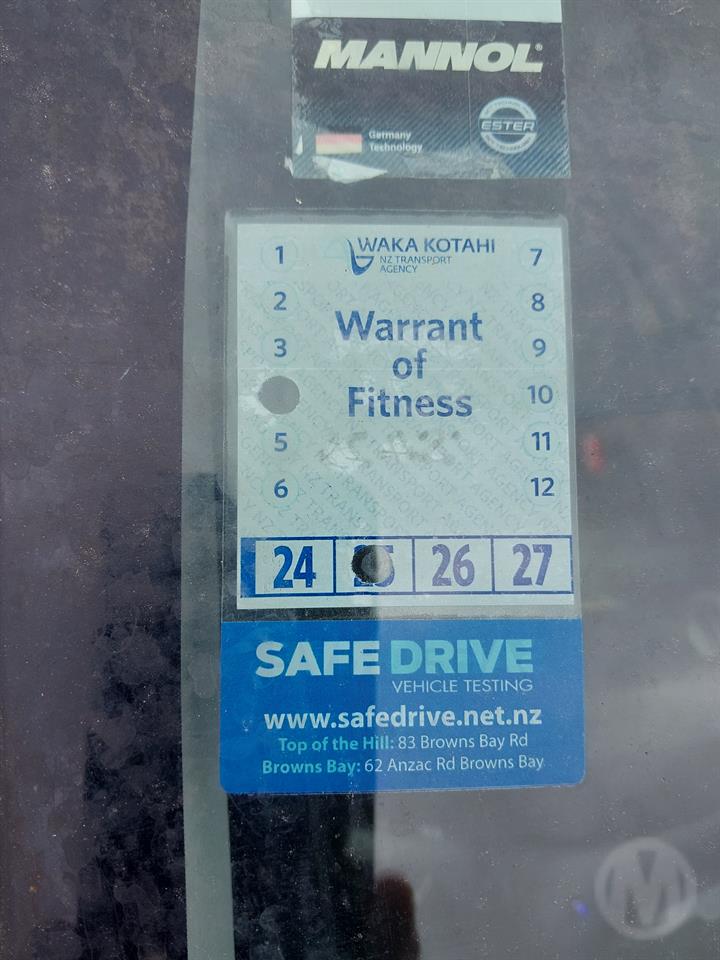 MANNOL®
ESTER
Germany
Technology
WAKA KOTAHI
NZ TRANSPORT
AGENCY
1
7
2
8
3
9
Warrant
of
Fitness
10
5
11
6
12
24
26
27
SAFE DRIVE
VEHICLE TESTING
www.safedrive.net.nz
Top of the Hill: 83 Browns Bay Rd
Browns Bay: 62 Anzac Rd Browns Bay
M